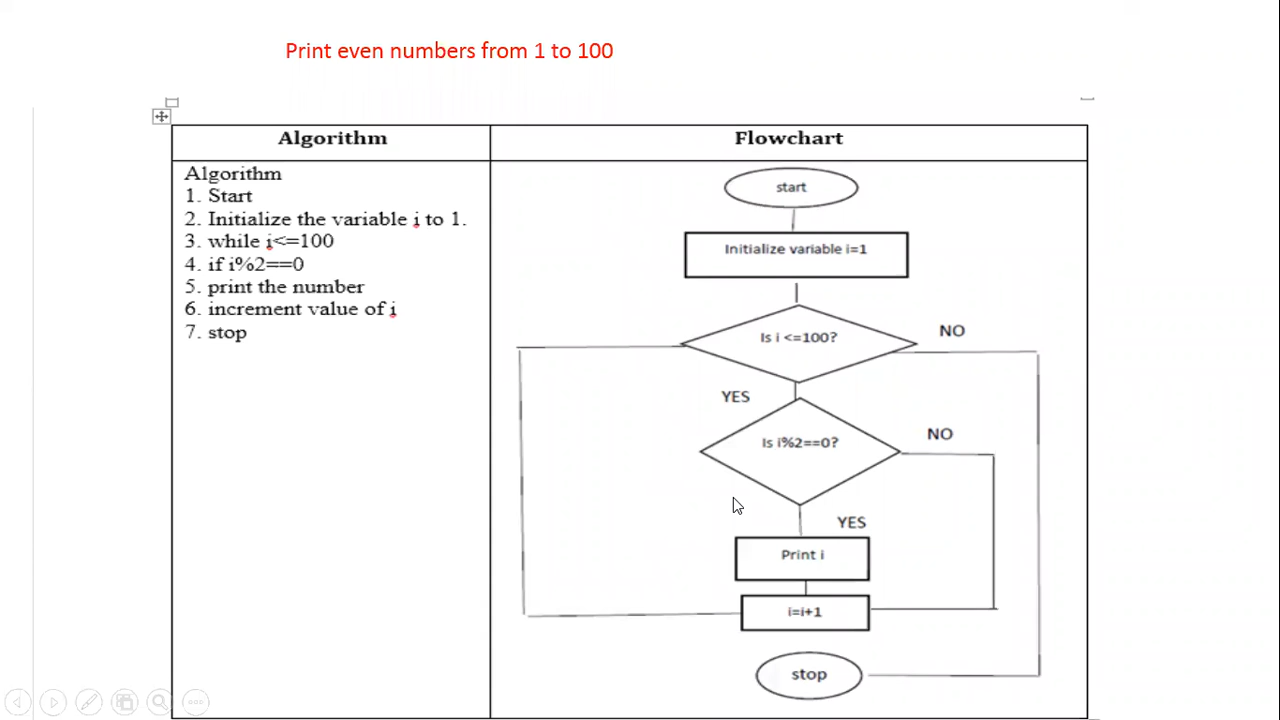 Print even numbers from 1 to 100
Algorithm
Flowchart
Algorithm
1. Start
2. Initialize the variable i to 1.
3. while i<=100
4. if i%2==0
5. print the number
6. increment value of i
7. stop
start
Initialize variable i=1
Is i <=100?
NO
YES
Is i%2==0?
NO
YES
Print i
i=i+1
stop